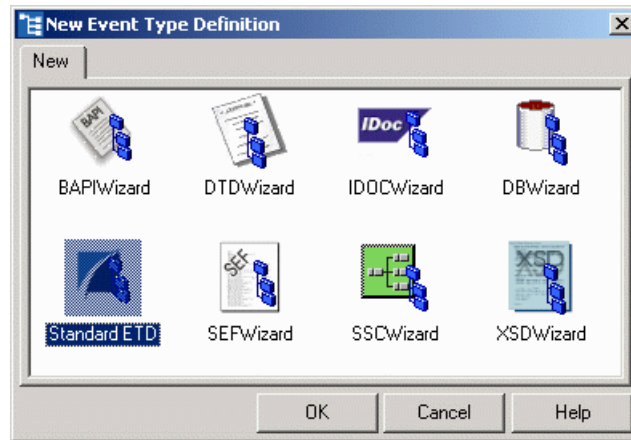 New Event Type Definition
New
BAPI
IDoc
BAPIWizard DTDWizard IDOCWizard DBWizard
SEF
XSD
Standard ETD SEFWizard SSCWizard XSDWizard
OK Cancel Help